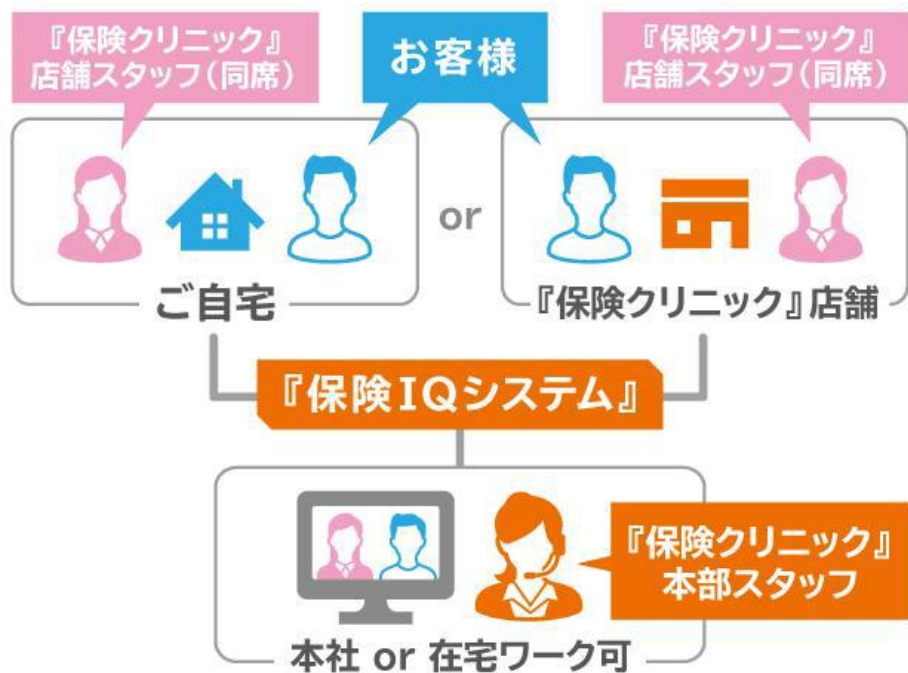 『保険クリニック』
店舗スタッフ（同席）
お客様
『保険クリニック』
店舗スタッフ（同席）
or
ご自宅
『保険クリニック』店舗
『保険IQシステム』
『保険クリニック』
本部スタッフ
本社 or 在宅ワーク可